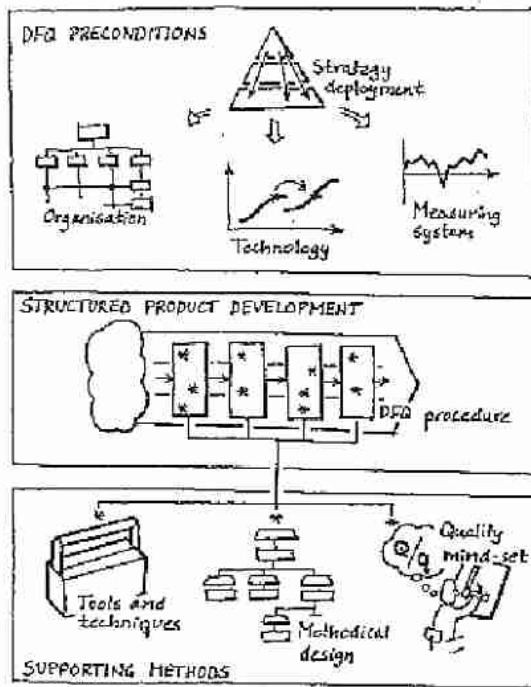 DFQ PRECONDITIONS
Strategy
deployment
Organisation
Technology
Measuring
system
STRUCTURED PRODUCT DEVELOPMENT
DFQ procedure
Tools and
techniques
Methodical
design
Quality
mind-set
Q
q
SUPPORTING METHODS